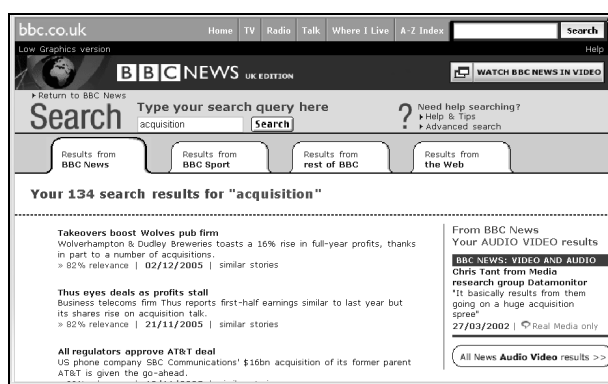 bbc.co.uk Home TV Radio Talk Where I Live A-Z Index Search
Low Graphics version Help
BBC NEWS UK EDITION WATCH BBC NEWS IN VIDEO
Return to BBC News
Search
Type your search query here
acquisition Search
? Need help searching?
Help & Tips
Advanced search
Results from
BBC News
Results from
BBC Sport
Results from
rest of BBC
Results from
the Web
Your 134 search results for "acquisition"
Takeovers boost Wolves pub firm
Wolverhampton & Dudley Breweries toasts a 16% rise in full-year profits, thanks
in part to a number of acquisitions.
» 82% relevance | 02/12/2005 | similar stories
Thus eyes deals as profits stall
Business telecoms firm Thus reports first-half earnings similar to last year but
its shares rise on acquisition talk.
» 82% relevance | 21/11/2005 | similar stories
All regulators approve AT&T deal
US phone company SBC Communications' $16bn acquisition of its former parent
AT&T is given the go-ahead.
From BBC News
Your AUDIO VIDEO results
BBC NEWS: VIDEO AND AUDIO
Chris Tant from Media
research group Datamonitor
"It basically results from them
going on a huge acquisition
spree"
27/03/2002 | Real Media only
All News Audio Video results >>